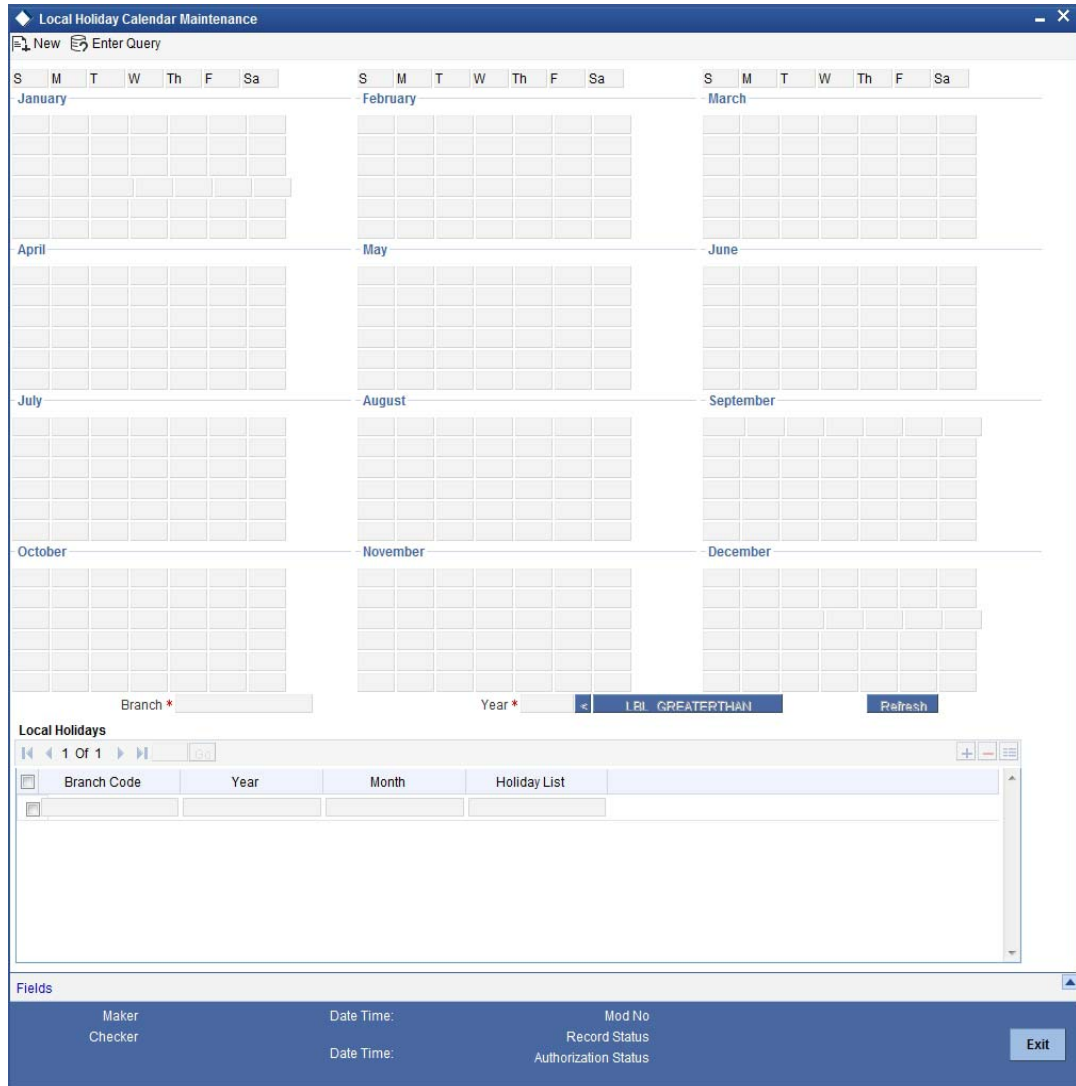 Local Holiday Calendar Maintenance
New Enter Query
S M T W Th F Sa S M T W Th F Sa S M T W Th F Sa
January February March
April May June
July August September
October November December
Branch * Year * < LBL_GREATERTHAN Refresh
Local Holidays
1 Of 1 Go
Branch Code Year Month Holiday List
Fields
Maker Date Time: Mod No
Checker Record Status
Date Time: Authorization Status
Exit